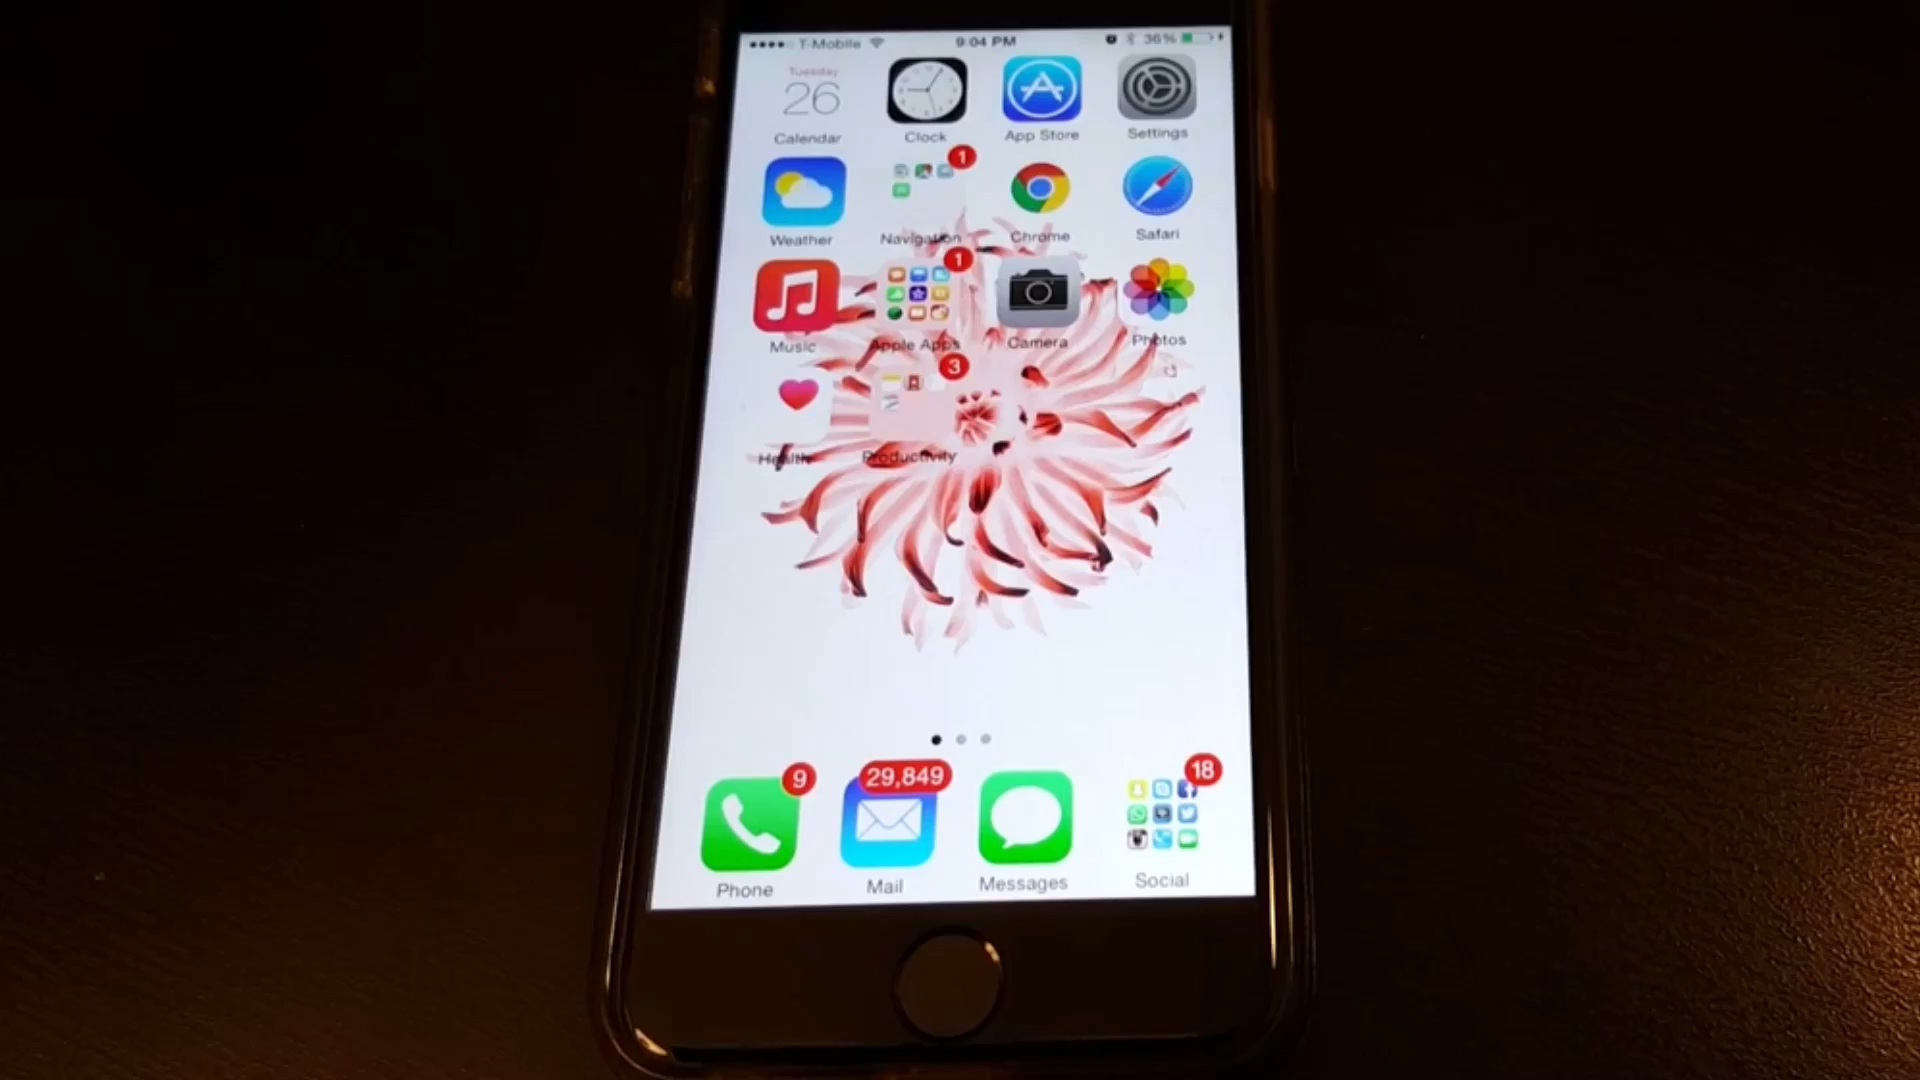 T-Mobile 9:04 PM 36%
Tuesday
26
Calendar Clock App Store Settings
1
Weather Navigation Chrome Safari
1
Music Apple Apps Camera Photos
3
Health Productivity
9 29,849 18
Phone Mail Messages Social